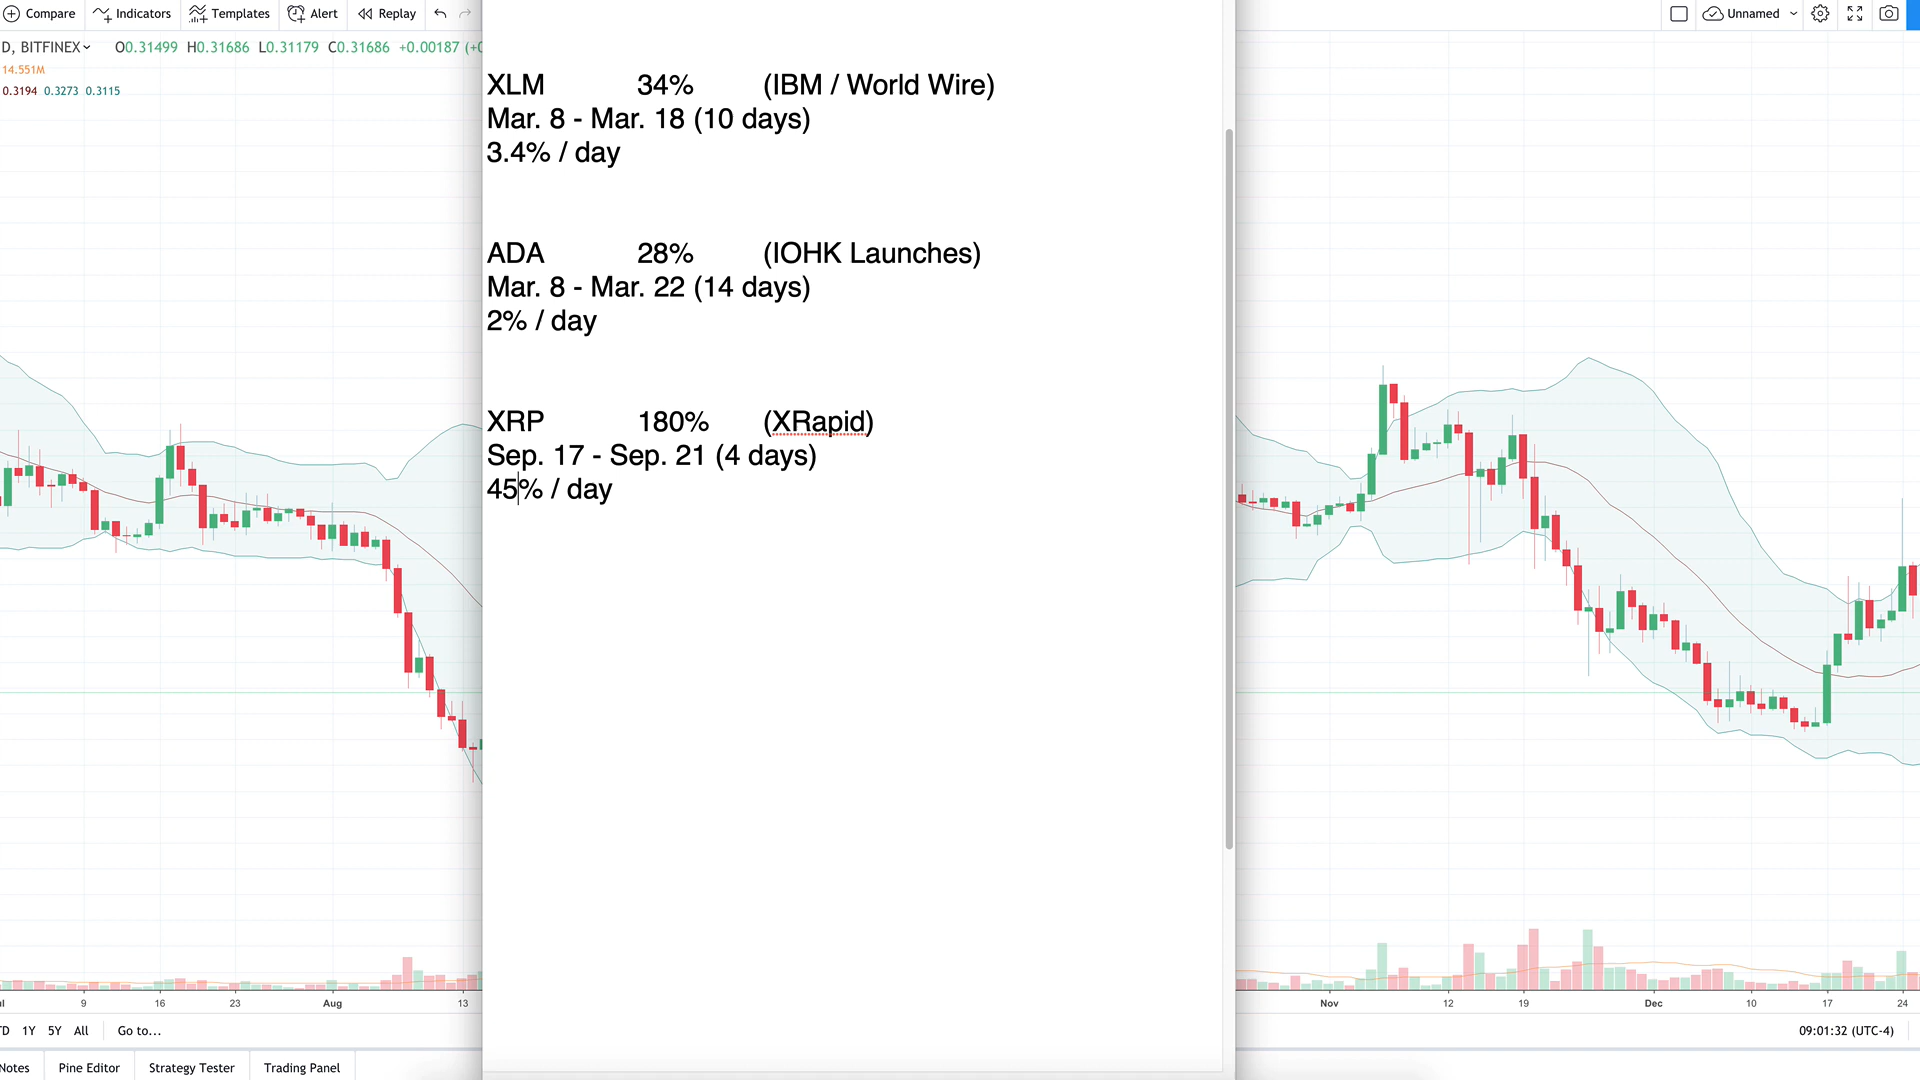 Compare Indicators Templates Alert Replay Unnamed
D, BITFINEX O0.31499 H0.31686 L0.31179 C0.31686 +0.00187
14.551M
0.3194 0.3273 0.3115
XLM 34% (IBM / World Wire)
Mar. 8 - Mar. 18 (10 days)
3.4% / day
ADA 28% (IOHK Launches)
Mar. 8 - Mar. 22 (14 days)
2% / day
XRP 180% (XRapid)
Sep. 17 - Sep. 21 (4 days)
45% / day
9 16 23 Aug 13 Nov 12 19 Dec 10 17 24
1Y 5Y All Go to... 09:01:32 (UTC-4)
Notes Pine Editor Strategy Tester Trading Panel